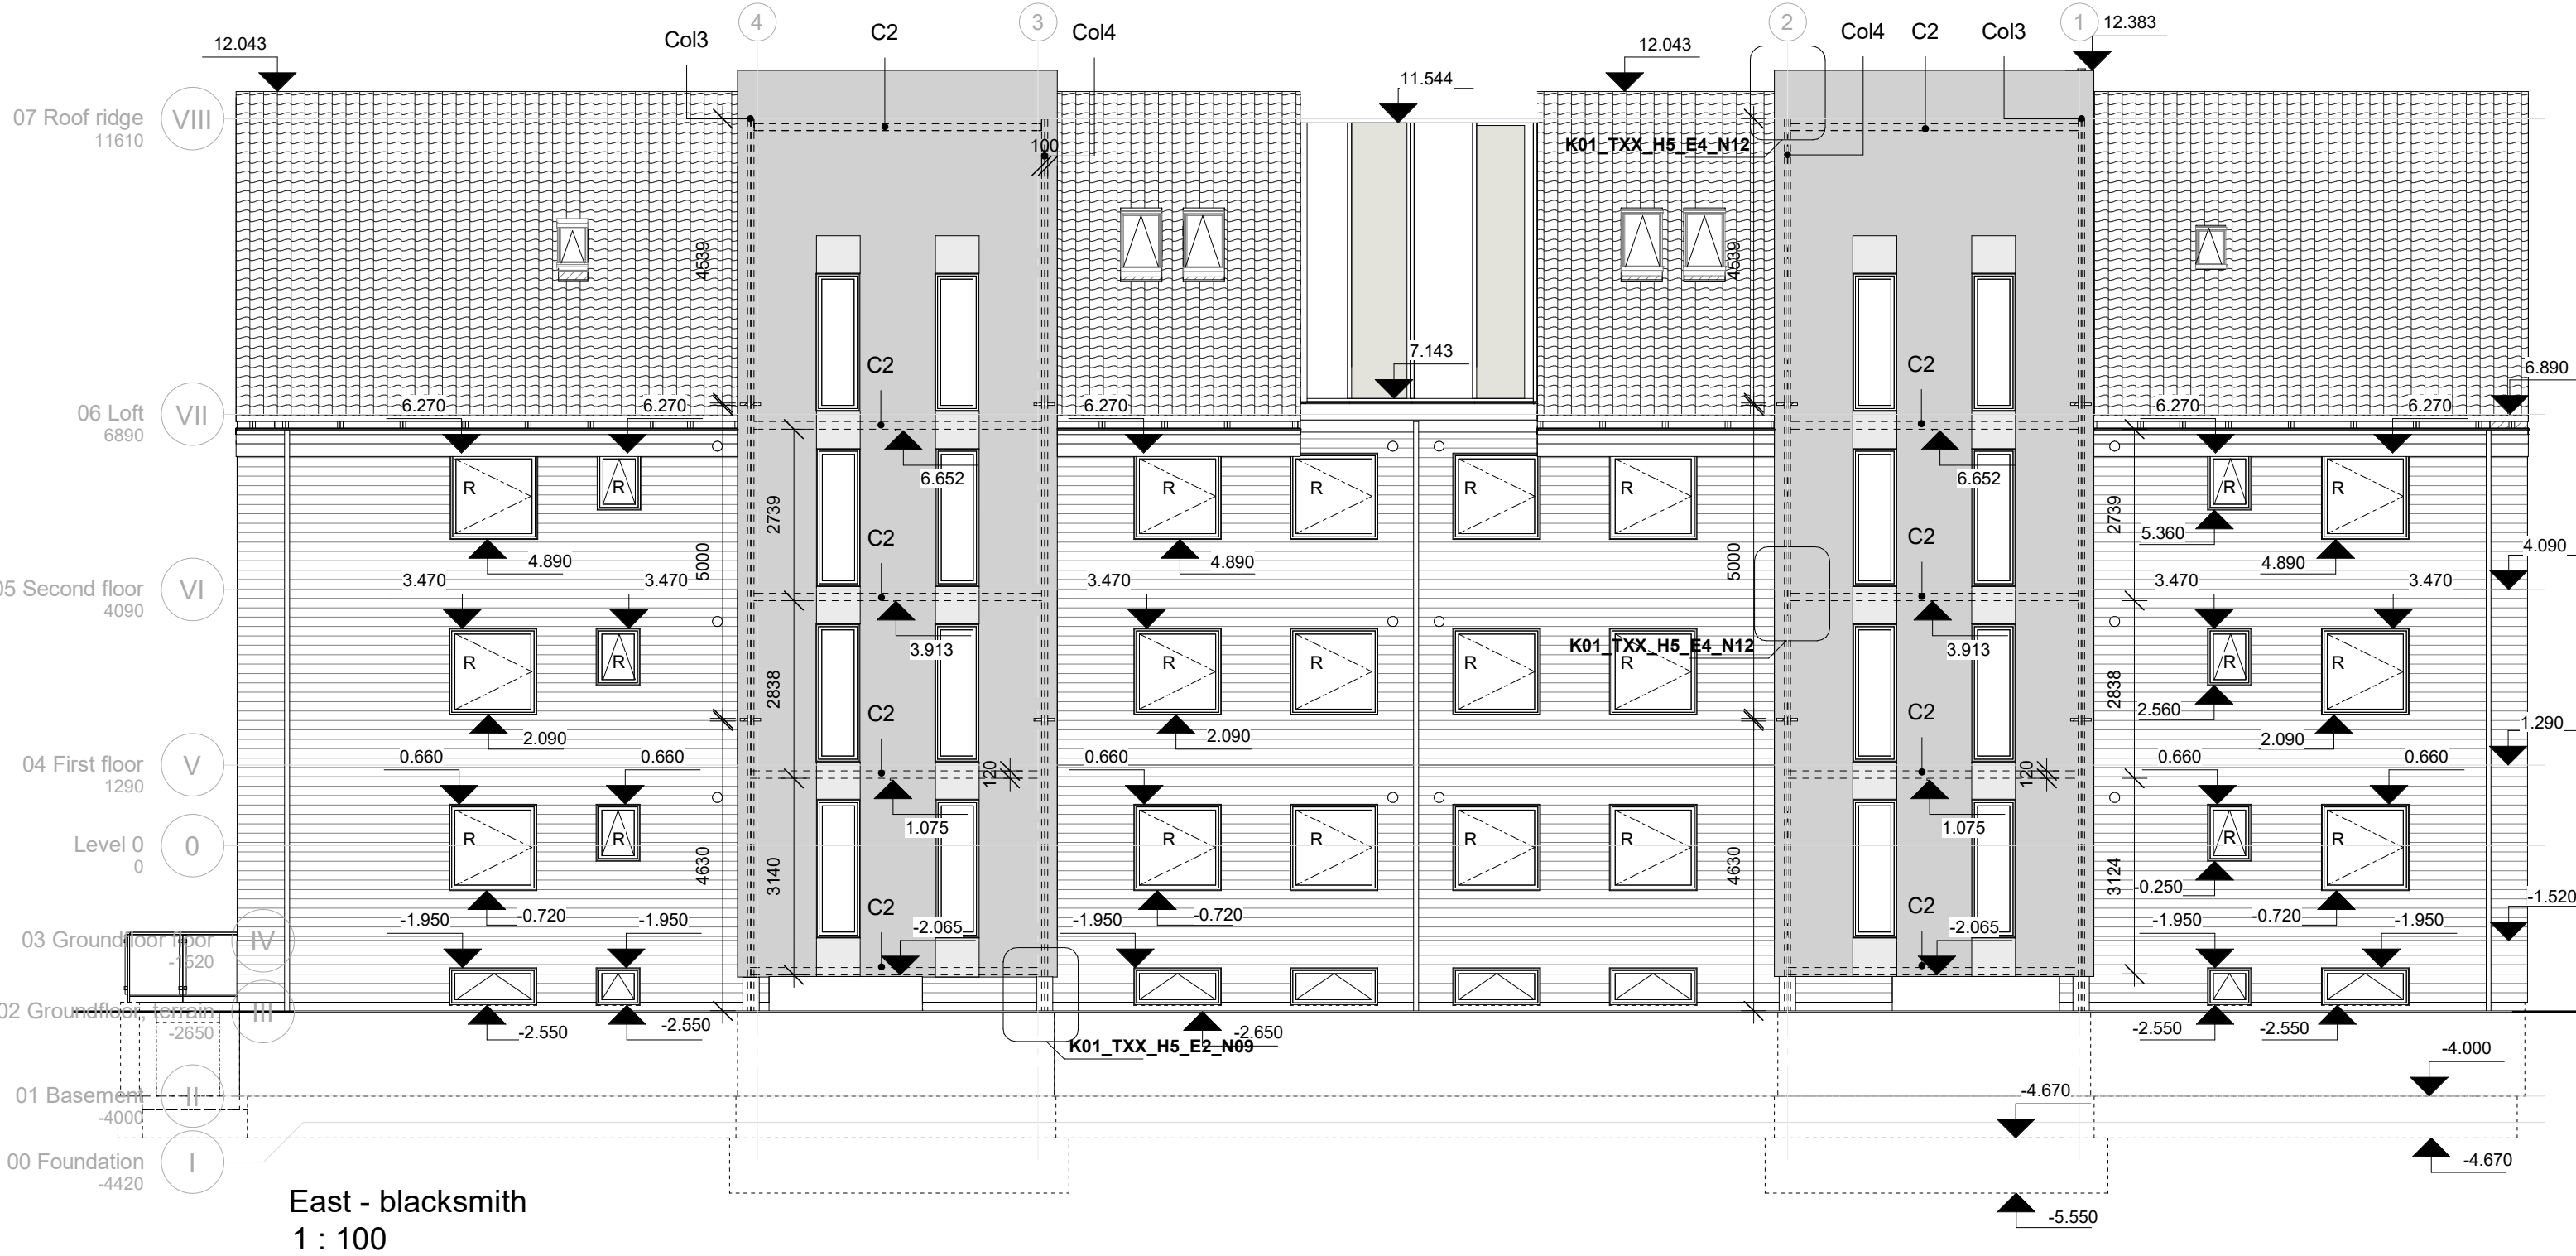 4
3
2
1
12.383
Col3
C2
Col4
Col4
C2
Col3
12.043
12.043
11.544
07 Roof ridge
VIII
11610
100
K01_TXX_H5_E4_N12
4539
4539
7.143
C2
C2
6.890
06 Loft
VII
6890
6.270
6.270
6.270
6.270
6.270
6.652
6.652
R
R
R
R
R
R
R
R
2739
2739
5.360
C2
C2
4.890
5000
4.890
5000
4.890
4.090
05 Second floor
VI
4090
3.470
3.470
3.470
3.470
3.470
3.913
K01_TXX_H5_E4_N12
3.913
R
R
R
R
R
R
R
R
2838
2838
2.560
C2
C2
2.090
2.090
2.090
1.290
04 First floor
V
1290
0.660
0.660
120
0.660
120
0.660
0.660
1.075
1.075
Level 0
0
0
R
R
R
R
R
R
R
R
4630
3140
4630
3124
-0.250
C2
C2
-0.720
-0.720
-0.720
-1.520
-1.950
-1.950
-2.065
-1.950
-2.065
-1.950
-1.950
03 Groundfloor floor
IV
-1520
02 Groundfloor, terrain
III
-2650
-2.550
-2.550
-2.650
-2.550
-2.550
K01_TXX_H5_E2_N09
-4.000
01 Basement
II
-4000
-4.670
00 Foundation
I
-4420
-4.670
East - blacksmith
-5.550
1 : 100